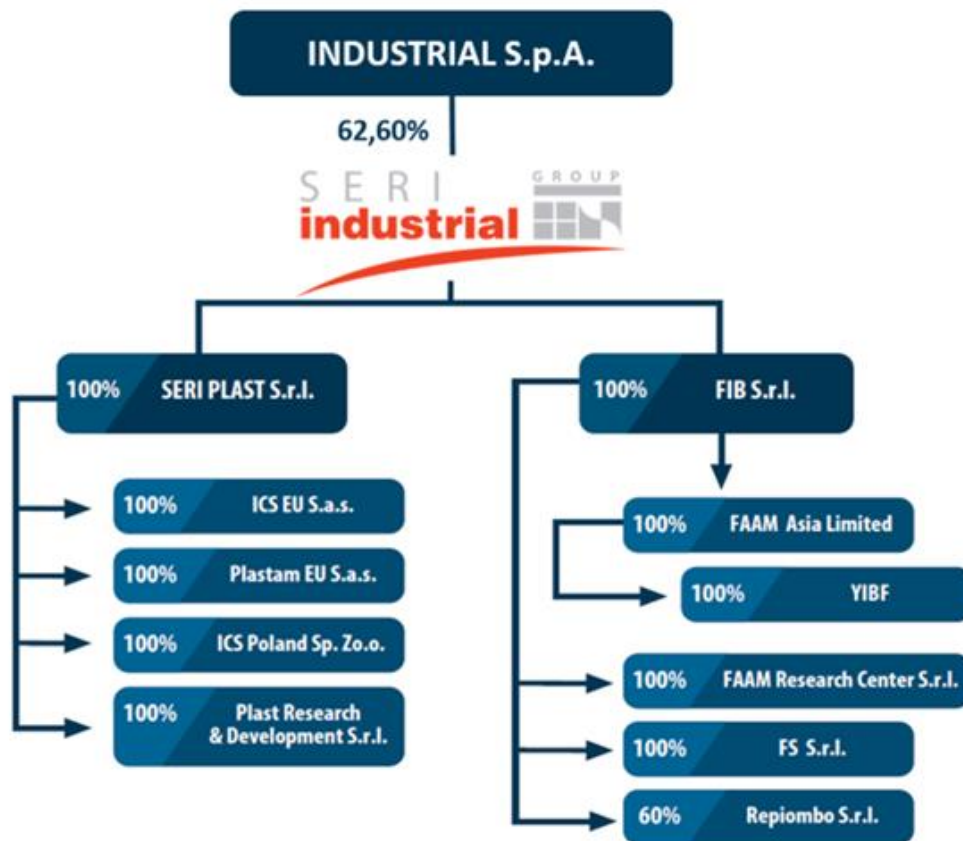 INDUSTRIAL S.p.A.
62,60%
SERI
industrial
GROUP
100% SERI PLAST S.r.l.
100% ICS EU S.a.s.
100% Plastam EU S.a.s.
100% ICS Poland Sp. Zo.o.
100% Plast Research
& Development S.r.l.
100% FIB S.r.l.
100% FAAM Asia Limited
100% YIBF
100% FAAM Research Center S.r.l.
100% FS S.r.l.
60% Repiombo S.r.l.